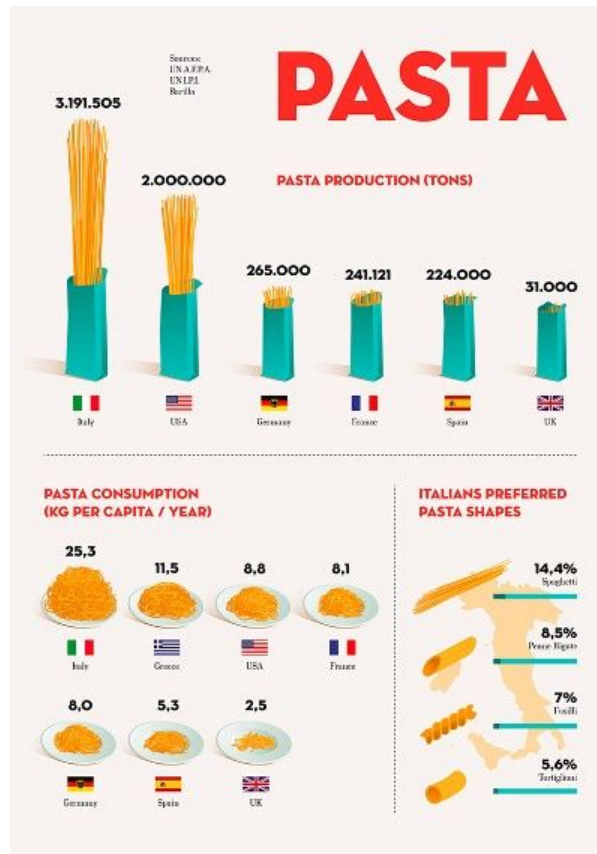 Sources:
UN.A.F.P.A.
UN.I.P.I.
Barilla
PASTA
PASTA PRODUCTION (TONS)
3.191.505
2.000.000
265.000
241.121
224.000
31.000
Italy
USA
Germany
France
Spain
UK
PASTA CONSUMPTION
(KG PER CAPITA / YEAR)
25,3
11,5
8,8
8,1
Italy
Greece
USA
France
8,0
5,3
2,5
Germany
Spain
UK
ITALIANS PREFERRED
PASTA SHAPES
14,4%
Spaghetti
8,5%
Penne Rigate
7%
Fusilli
5,6%
Tortiglioni